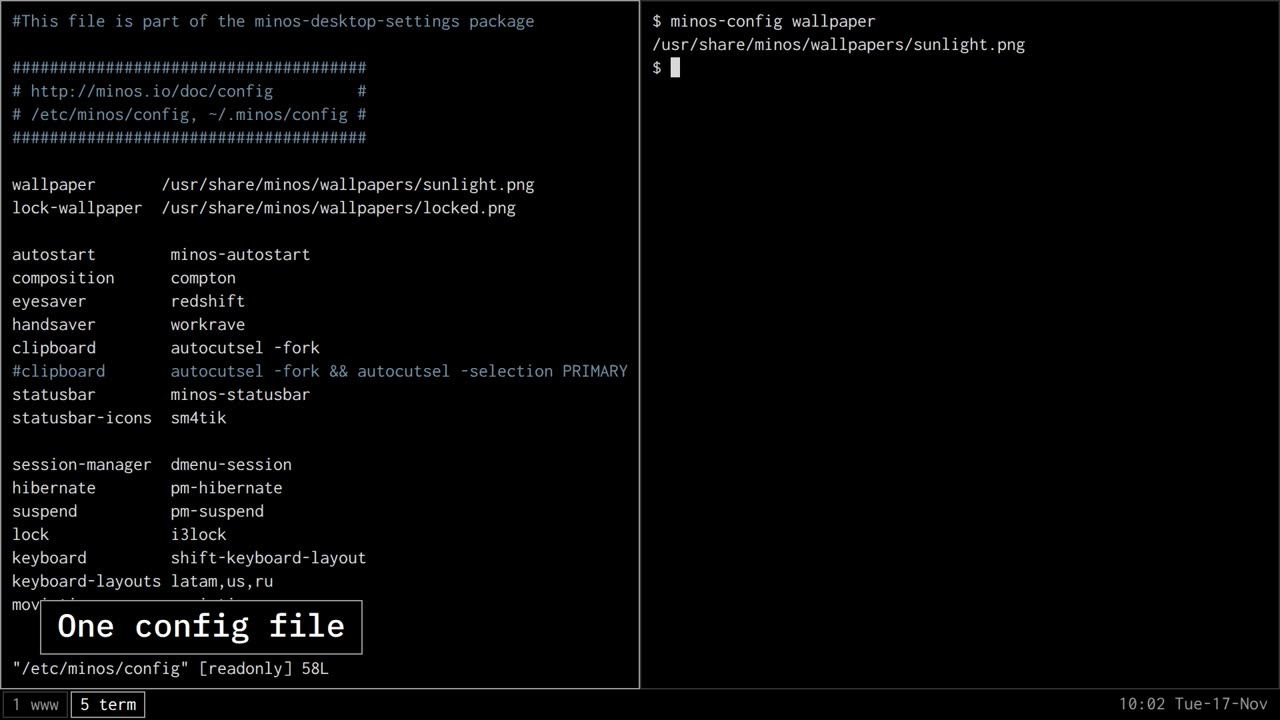 #This file is part of the minos-desktop-settings package
######################################
# http://minos.io/doc/config         #
# /etc/minos/config, ~/.minos/config #
######################################
wallpaper       /usr/share/minos/wallpapers/sunlight.png
lock-wallpaper  /usr/share/minos/wallpapers/locked.png
autostart        minos-autostart
composition      compton
eyesaver         redshift
handsaver        workrave
clipboard        autocutsel -fork
#clipboard       autocutsel -fork && autocutsel -selection PRIMARY
statusbar        minos-statusbar
statusbar-icons  sm4tik
session-manager  dmenu-session
hibernate        pm-hibernate
suspend          pm-suspend
lock             i3lock
keyboard         shift-keyboard-layout
keyboard-layouts latam,us,ru
One config file
"/etc/minos/config" [readonly] 58L
$ minos-config wallpaper
/usr/share/minos/wallpapers/sunlight.png
$
1 www
5 term
10:02 Tue-17-Nov